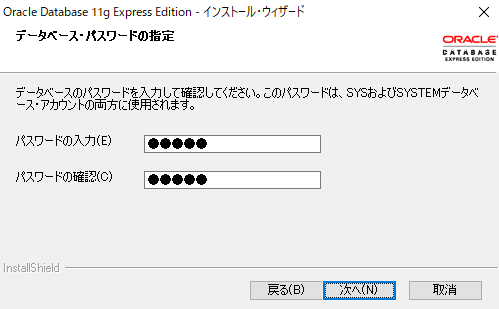 Oracle Database 11g Express Edition - インストール・ウィザード
データベース・パスワードの指定
ORACLE
DATABASE
EXPRESS EDITION
データベースのパスワードを入力して確認してください。このパスワードは、SYSおよびSYSTEMデータベ
ース・アカウントの両方に使用されます。
パスワードの入力(E)
●●●●●
パスワードの確認(C)
●●●●●
InstallShield
戻る(B)
次へ(N)
取消